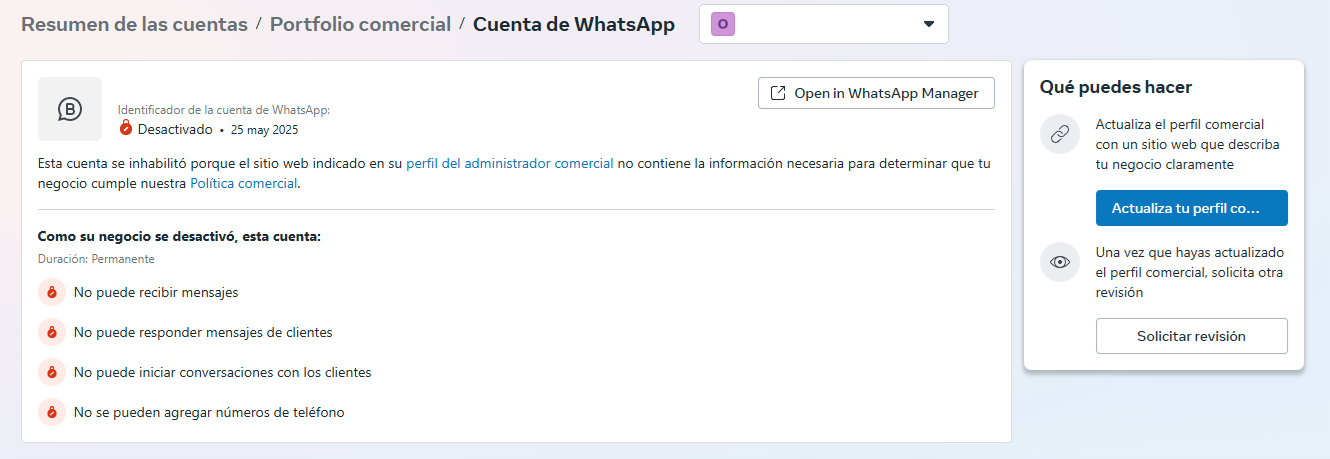 Resumen de las cuentas / Portfolio comercial / Cuenta de WhatsApp
O
Open in WhatsApp Manager
Identificador de la cuenta de WhatsApp:
Desactivado • 25 may 2025
Esta cuenta se inhabilitó porque el sitio web indicado en su perfil del administrador comercial no contiene la información necesaria para determinar que tu
negocio cumple nuestra Política comercial.
Como su negocio se desactivó, esta cuenta:
Duración: Permanente
No puede recibir mensajes
No puede responder mensajes de clientes
No puede iniciar conversaciones con los clientes
No se pueden agregar números de teléfono
Qué puedes hacer
Actualiza el perfil comercial
con un sitio web que describa
tu negocio claramente
Actualiza tu perfil co...
Una vez que hayas actualizado
el perfil comercial, solicita otra
revisión
Solicitar revisión